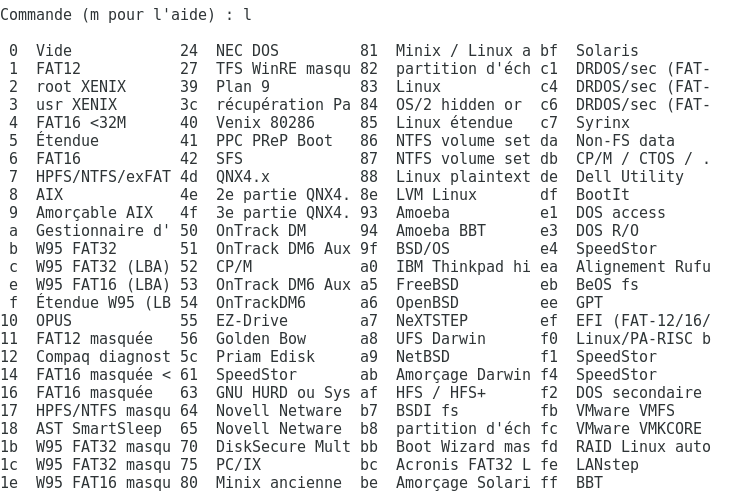 Commande (m pour l'aide) : l
0 Vide 24 NEC DOS 81 Minix / Linux a bf Solaris
1 FAT12 27 TFS WinRE masqu 82 partition d'éch c1 DRDOS/sec (FAT-
2 root XENIX 39 Plan 9 83 Linux c4 DRDOS/sec (FAT-
3 usr XENIX 3c récupération Pa 84 OS/2 hidden or c6 DRDOS/sec (FAT-
4 FAT16 <32M 40 Venix 80286 85 Linux étendue c7 Syrinx
5 Étendue 41 PPC PReP Boot 86 NTFS volume set da Non-FS data
6 FAT16 42 SFS 87 NTFS volume set db CP/M / CTOS / .
7 HPFS/NTFS/exFAT 4d QNX4.x 88 Linux plaintext de Dell Utility
8 AIX 4e 2e partie QNX4. 8e LVM Linux df BootIt
9 Amorçable AIX 4f 3e partie QNX4. 93 Amoeba e1 DOS access
a Gestionnaire d' 50 OnTrack DM 94 Amoeba BBT e3 DOS R/O
b W95 FAT32 51 OnTrack DM6 Aux 9f BSD/OS e4 SpeedStor
c W95 FAT32 (LBA) 52 CP/M a0 IBM Thinkpad hi ea Alignement Rufu
e W95 FAT16 (LBA) 53 OnTrack DM6 Aux a5 FreeBSD eb BeOS fs
f Étendue W95 (LB 54 OnTrackDM6 a6 OpenBSD ee GPT
10 OPUS 55 EZ-Drive a7 NeXTSTEP ef EFI (FAT-12/16/
11 FAT12 masquée 56 Golden Bow a8 UFS Darwin f0 Linux/PA-RISC b
12 Compaq diagnost 5c Priam Edisk a9 NetBSD f1 SpeedStor
14 FAT16 masquée < 61 SpeedStor ab Amorçage Darwin f4 SpeedStor
16 FAT16 masquée 63 GNU HURD ou Sys af HFS / HFS+ f2 DOS secondaire
17 HPFS/NTFS masqu 64 Novell Netware b7 BSDI fs fb VMware VMFS
18 AST SmartSleep 65 Novell Netware b8 partition d'éch fc VMware VMKCORE
1b W95 FAT32 masqu 70 DiskSecure Mult bb Boot Wizard mas fd RAID Linux auto
1c W95 FAT32 masqu 75 PC/IX bc Acronis FAT32 L fe LANstep
1e W95 FAT16 masqu 80 Minix ancienne be Amorçage Solari ff BBT